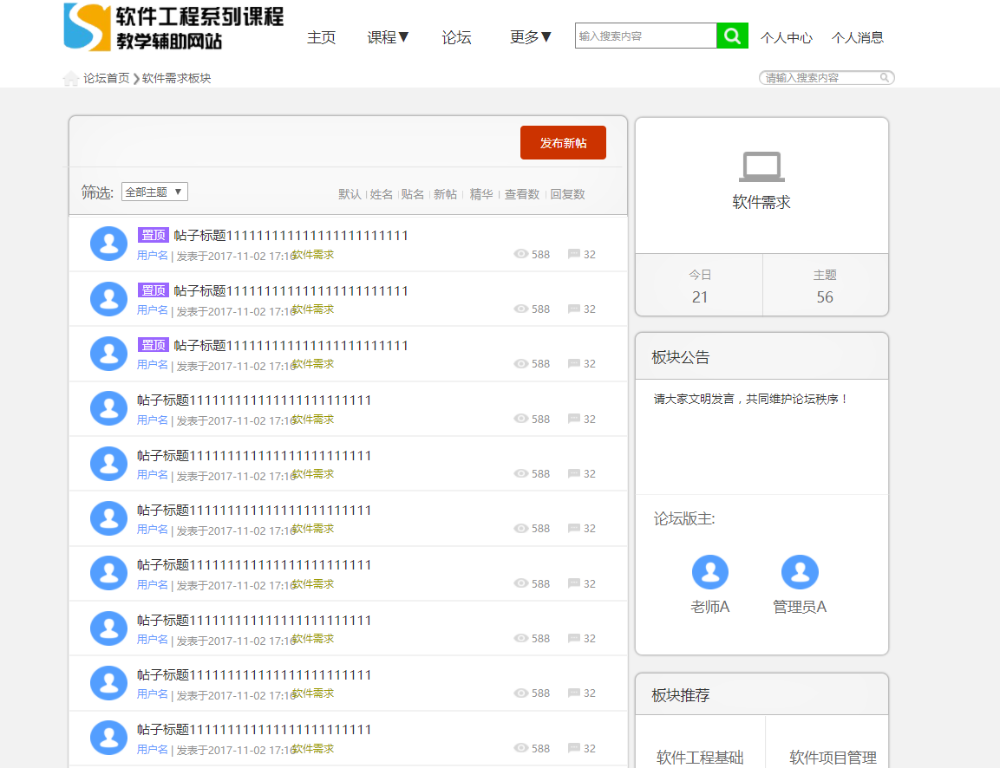 软件工程系列课程
教学辅助网站
主页 课程▼ 论坛 更多▼ 输入搜索内容 个人中心 个人消息
论坛首页 ❯ 软件需求板块 请输入搜索内容
发布新帖
筛选: 全部主题 ▼ 默认 姓名 贴名 新帖 精华 查看数 回复数
置顶 帖子标题111111111111111111111111
用户名 | 发表于2017-11-02 17:16 软件需求 588 32
置顶 帖子标题111111111111111111111111
用户名 | 发表于2017-11-02 17:16 软件需求 588 32
置顶 帖子标题111111111111111111111111
用户名 | 发表于2017-11-02 17:16 软件需求 588 32
帖子标题111111111111111111111111
用户名 | 发表于2017-11-02 17:16 软件需求 588 32
帖子标题111111111111111111111111
用户名 | 发表于2017-11-02 17:16 软件需求 588 32
帖子标题111111111111111111111111
用户名 | 发表于2017-11-02 17:16 软件需求 588 32
帖子标题111111111111111111111111
用户名 | 发表于2017-11-02 17:16 软件需求 588 32
帖子标题111111111111111111111111
用户名 | 发表于2017-11-02 17:16 软件需求 588 32
帖子标题111111111111111111111111
用户名 | 发表于2017-11-02 17:16 软件需求 588 32
帖子标题111111111111111111111111
用户名 | 发表于2017-11-02 17:16 软件需求 588 32
软件需求
今日 主题
21 56
板块公告
请大家文明发言，共同维护论坛秩序！
论坛版主:
老师A 管理员A
板块推荐
软件工程基础 软件项目管理